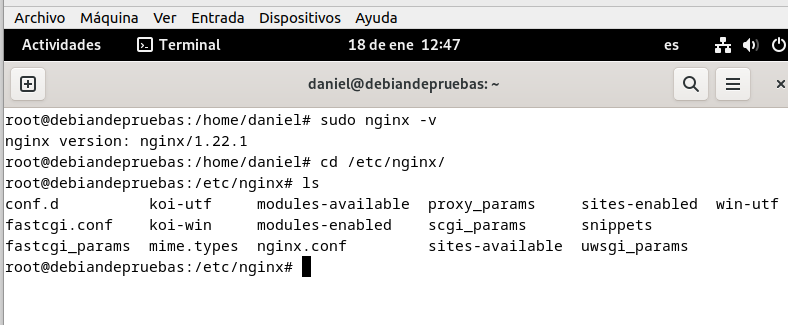 Archivo Máquina Ver Entrada Dispositivos Ayuda
Actividades Terminal 18 de ene 12:47 es
daniel@debiandepruebas: ~
root@debiandepruebas:/home/daniel# sudo nginx -v
nginx version: nginx/1.22.1
root@debiandepruebas:/home/daniel# cd /etc/nginx/
root@debiandepruebas:/etc/nginx# ls
conf.d koi-utf modules-available proxy_params sites-enabled win-utf
fastcgi.conf koi-win modules-enabled scgi_params snippets
fastcgi_params mime.types nginx.conf sites-available uwsgi_params
root@debiandepruebas:/etc/nginx#